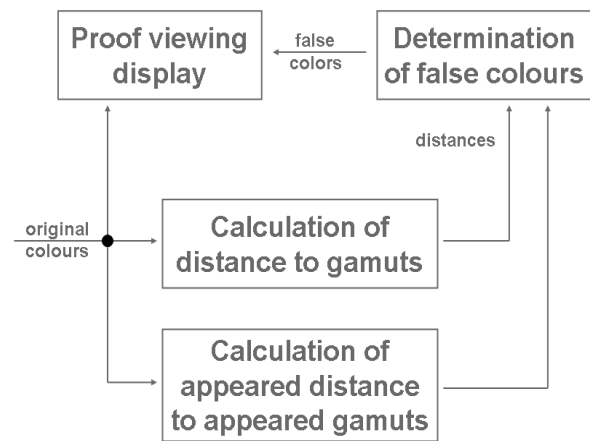 Proof viewing
display
false
colors
Determination
of false colours
distances
original
colours
Calculation of
distance to gamuts
Calculation of
appeared distance
to appeared gamuts